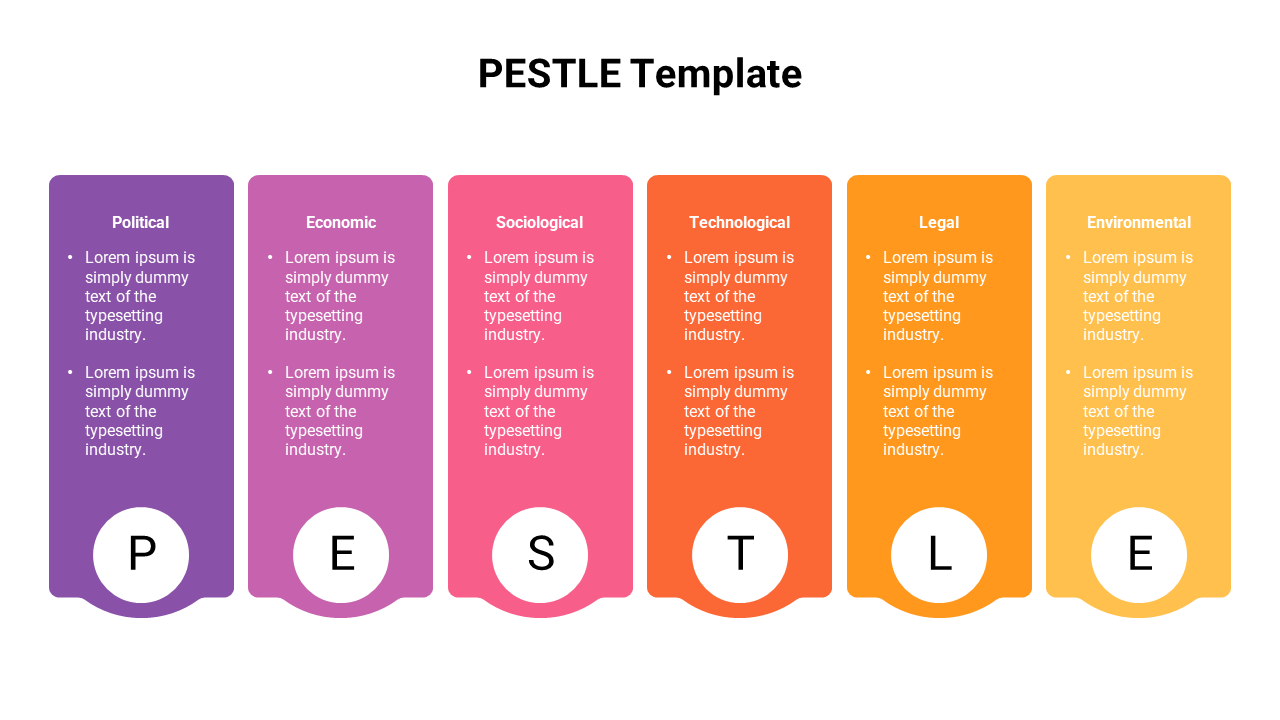 PESTLE Template
Political
• Lorem ipsum is
simply dummy
text of the
typesetting
industry.
• Lorem ipsum is
simply dummy
text of the
typesetting
industry.
P
Economic
• Lorem ipsum is
simply dummy
text of the
typesetting
industry.
• Lorem ipsum is
simply dummy
text of the
typesetting
industry.
E
Sociological
• Lorem ipsum is
simply dummy
text of the
typesetting
industry.
• Lorem ipsum is
simply dummy
text of the
typesetting
industry.
S
Technological
• Lorem ipsum is
simply dummy
text of the
typesetting
industry.
• Lorem ipsum is
simply dummy
text of the
typesetting
industry.
T
Legal
• Lorem ipsum is
simply dummy
text of the
typesetting
industry.
• Lorem ipsum is
simply dummy
text of the
typesetting
industry.
L
Environmental
• Lorem ipsum is
simply dummy
text of the
typesetting
industry.
• Lorem ipsum is
simply dummy
text of the
typesetting
industry.
E